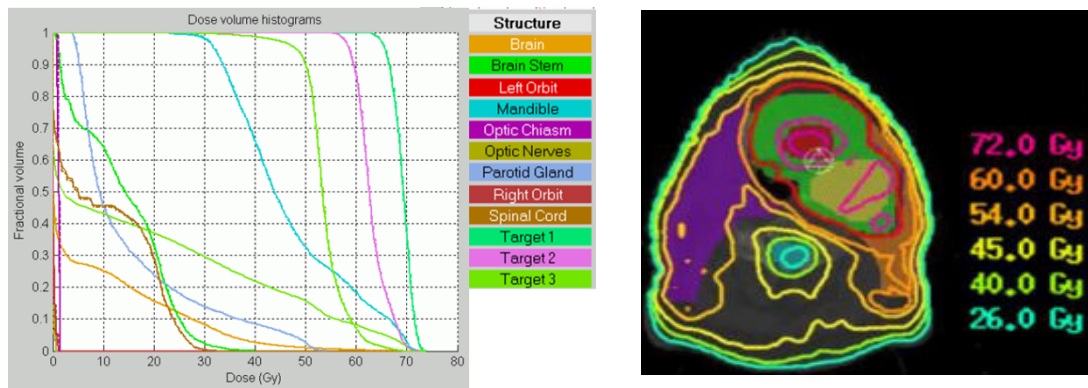 Dose volume histograms
Fractional volume
1
0.9
0.8
0.7
0.6
0.5
0.4
0.3
0.2
0.1
0
0 10 20 30 40 50 60 70 80
Dose (Gy)
Structure
Brain
Brain Stem
Left Orbit
Mandible
Optic Chiasm
Optic Nerves
Parotid Gland
Right Orbit
Spinal Cord
Target 1
Target 2
Target 3
72.0 Gy
60.0 Gy
54.0 Gy
45.0 Gy
40.0 Gy
26.0 Gy